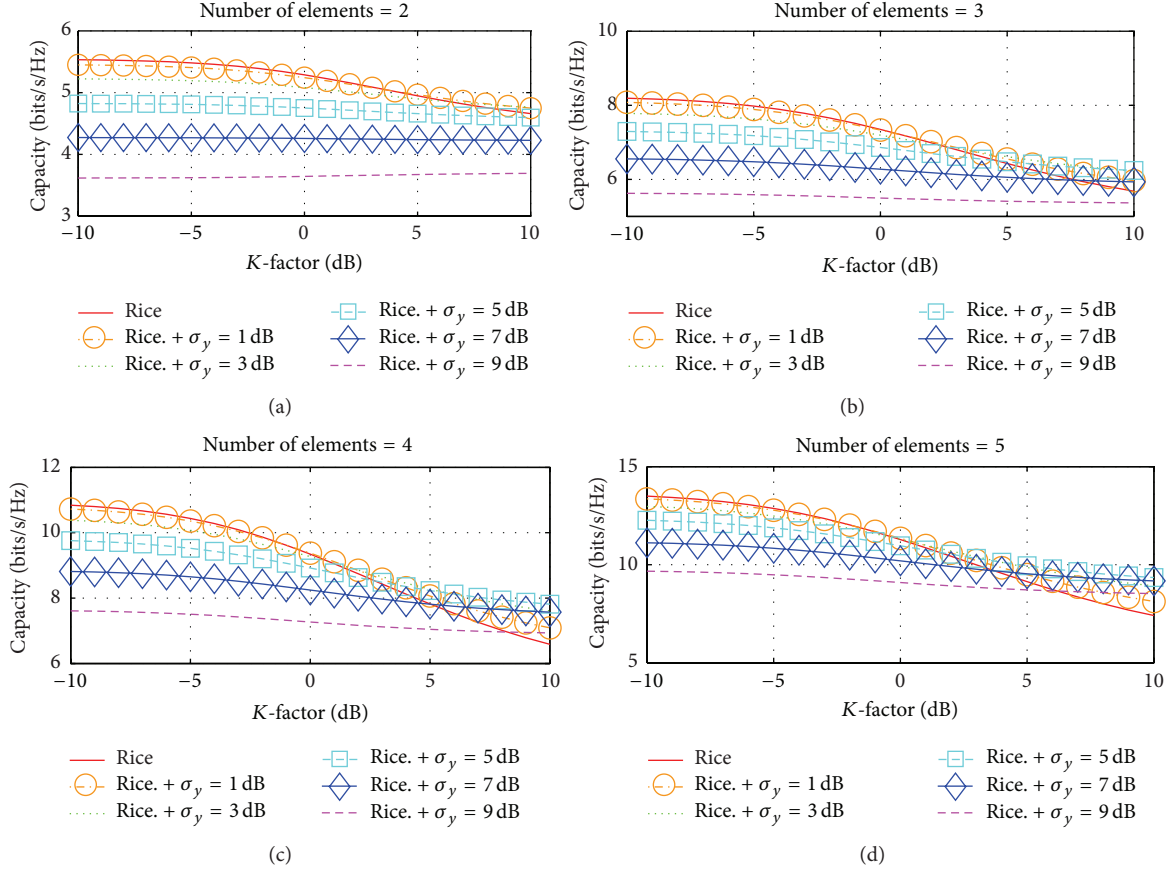 Number of elements = 2
6
5
4
3
Capacity (bits/s/Hz)
−10 −5 0 5 10
K-factor (dB)
Rice
Rice. + σy = 1 dB
Rice. + σy = 3 dB
Rice. + σy = 5 dB
Rice. + σy = 7 dB
Rice. + σy = 9 dB
(a)
Number of elements = 3
10
8
6
Capacity (bits/s/Hz)
−10 −5 0 5 10
K-factor (dB)
Rice
Rice. + σy = 1 dB
Rice. + σy = 3 dB
Rice. + σy = 5 dB
Rice. + σy = 7 dB
Rice. + σy = 9 dB
(b)
Number of elements = 4
12
10
8
6
Capacity (bits/s/Hz)
−10 −5 0 5 10
K-factor (dB)
Rice
Rice. + σy = 1 dB
Rice. + σy = 3 dB
Rice. + σy = 5 dB
Rice. + σy = 7 dB
Rice. + σy = 9 dB
(c)
Number of elements = 5
15
10
5
Capacity (bits/s/Hz)
−10 −5 0 5 10
K-factor (dB)
Rice
Rice. + σy = 1 dB
Rice. + σy = 3 dB
Rice. + σy = 5 dB
Rice. + σy = 7 dB
Rice. + σy = 9 dB
(d)